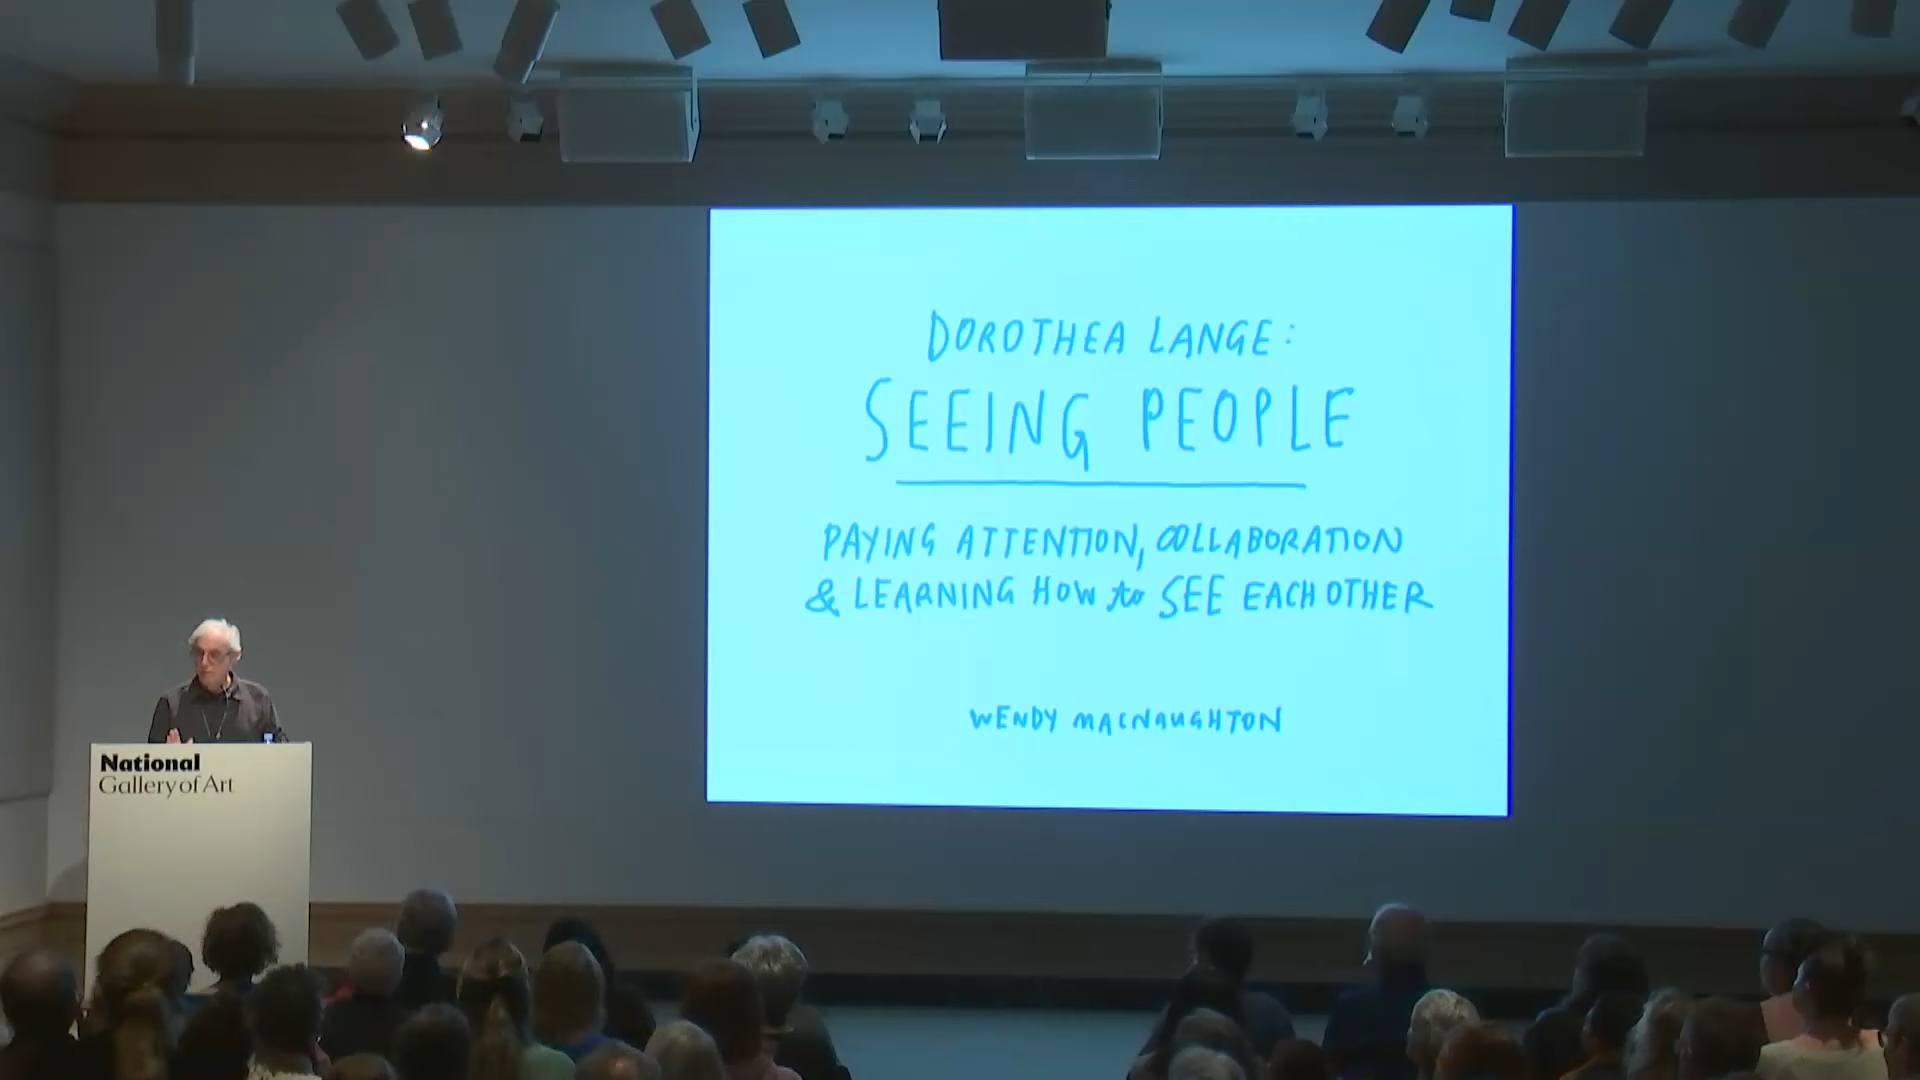 DOROTHEA LANGE:
SEEING PEOPLE
PAYING ATTENTION, COLLABORATION
& LEARNING HOW to SEE EACH OTHER
WENDY MACNAUGHTON
National
Gallery of Art